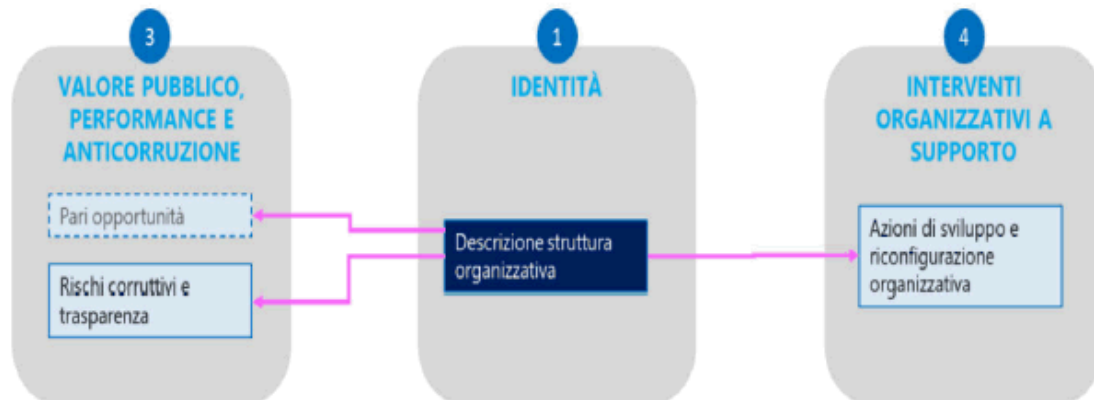 3
VALORE PUBBLICO,
PERFORMANCE E
ANTICORRUZIONE
Pari opportunità
Rischi corruttivi e
trasparenza
1
IDENTITÀ
Descrizione struttura
organizzativa
4
INTERVENTI
ORGANIZZATIVI A
SUPPORTO
Azioni di sviluppo e
riconfigurazione
organizzativa